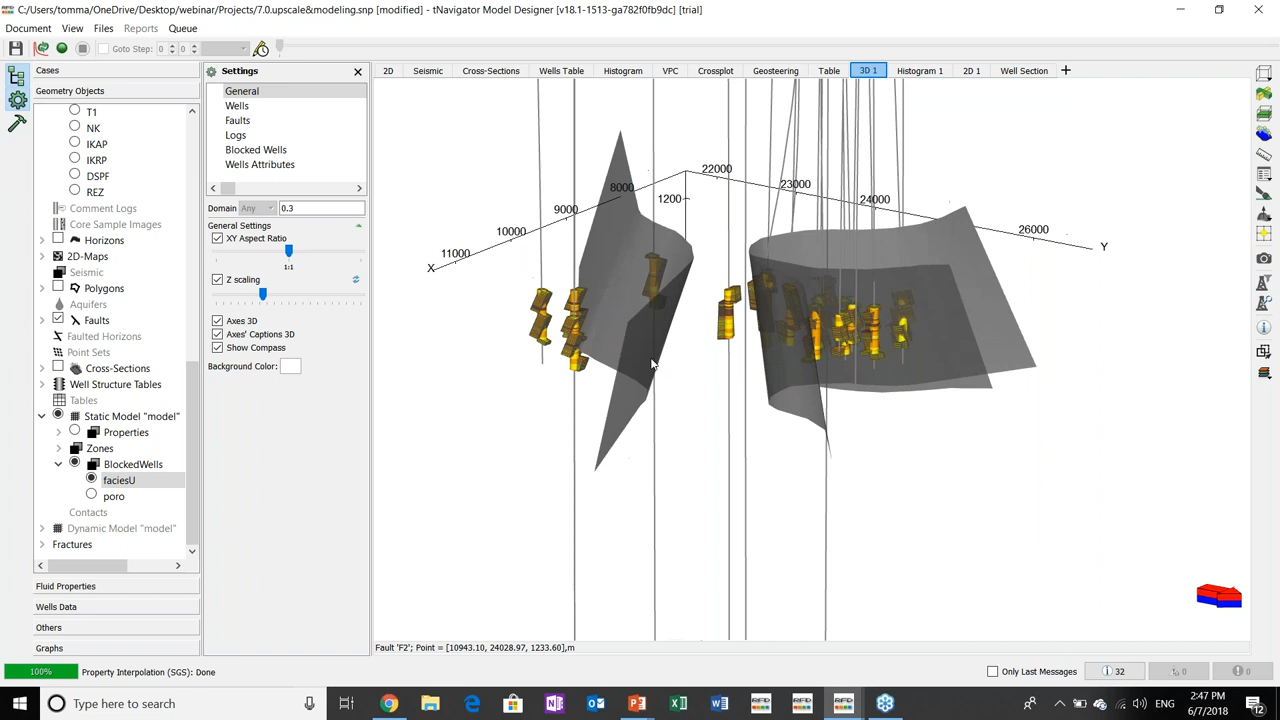 C:/Users/tomma/OneDrive/Desktop/webinar/Projects/7.0.upscale&modeling.snp [modified] - tNavigator Model Designer [v18.1-1513-ga782f0fb9dc] [trial]
Document View Files Reports Queue
Goto Step: 0 0
Cases
Geometry Objects
T1
NK
IKAP
IKRP
DSPF
REZ
Comment Logs
Core Sample Images
Horizons
2D-Maps
Seismic
Polygons
Aquifers
Faults
Faulted Horizons
Point Sets
Cross-Sections
Well Structure Tables
Tables
Static Model "model"
Properties
Zones
BlockedWells
faciesU
poro
Contacts
Dynamic Model "model"
Fractures
Fluid Properties
Wells Data
Others
Graphs
Settings
General
Wells
Faults
Logs
Blocked Wells
Wells Attributes
Domain Any 0.3
General Settings
XY Aspect Ratio
1:1
Z scaling
Axes 3D
Axes' Captions 3D
Show Compass
Background Color:
2D Seismic Cross-Sections Wells Table Histogram VPC Crossplot Geosteering Table 3D 1 Histogram 1 2D 1 Well Section
22000
8000
23000
1200
24000
9000
10000
26000
11000
X
Y
Fault 'F2'; Point = [10943.10, 24028.97, 1233.60],m
100% Property Interpolation (SGS): Done
Only Last Messages 32 0 0
Type here to search
ENG
2:47 PM
6/7/2018